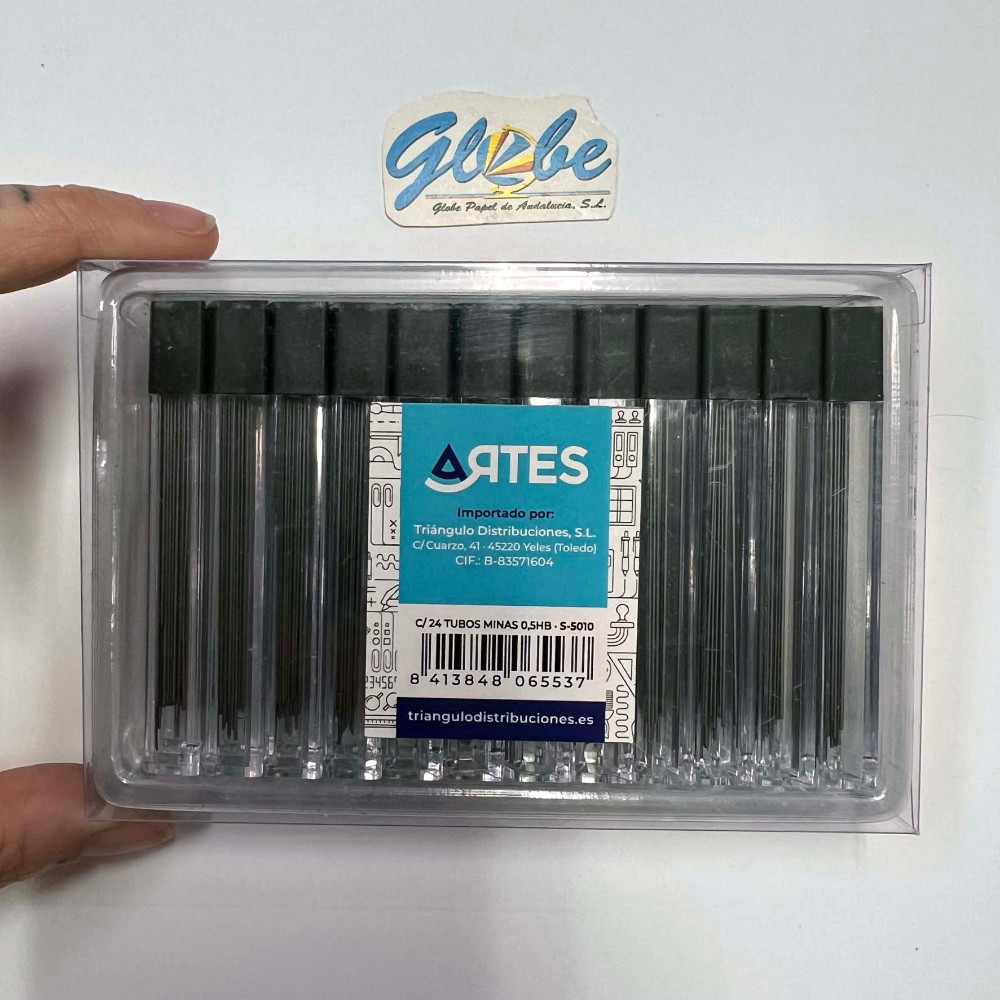 Globe
Globe Papel de Andalucia, S.L.
ARTES
Importado por:
Triángulo Distribuciones, S.L.
C/ Cuarzo, 41 · 45220 Yeles (Toledo)
CIF.: B-83571604
C/ 24 TUBOS MINAS 0,5HB · S-5010
8 413848 065537
triangulodistribuciones.es